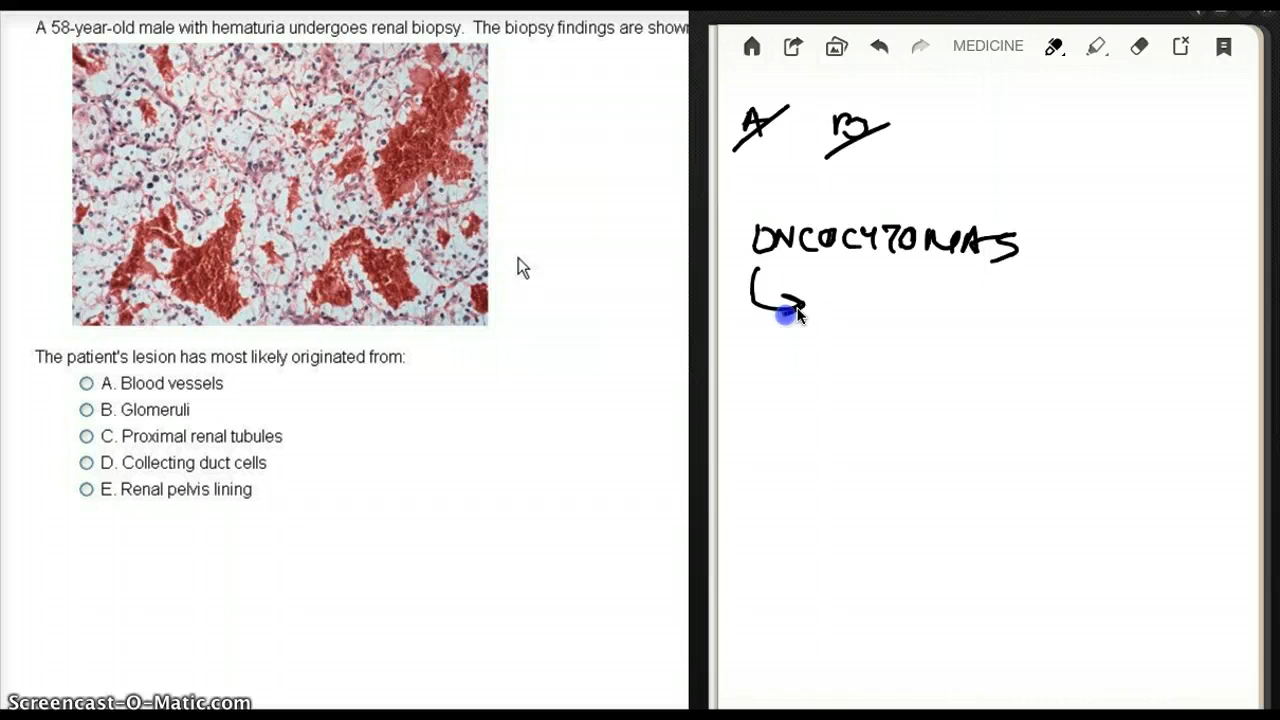 A 58-year-old male with hematuria undergoes renal biopsy. The biopsy findings are shown
MEDICINE
A B
ONCOCYTOMAS
The patient's lesion has most likely originated from:
A. Blood vessels
B. Glomeruli
C. Proximal renal tubules
D. Collecting duct cells
E. Renal pelvis lining
Screencast-O-Matic.com